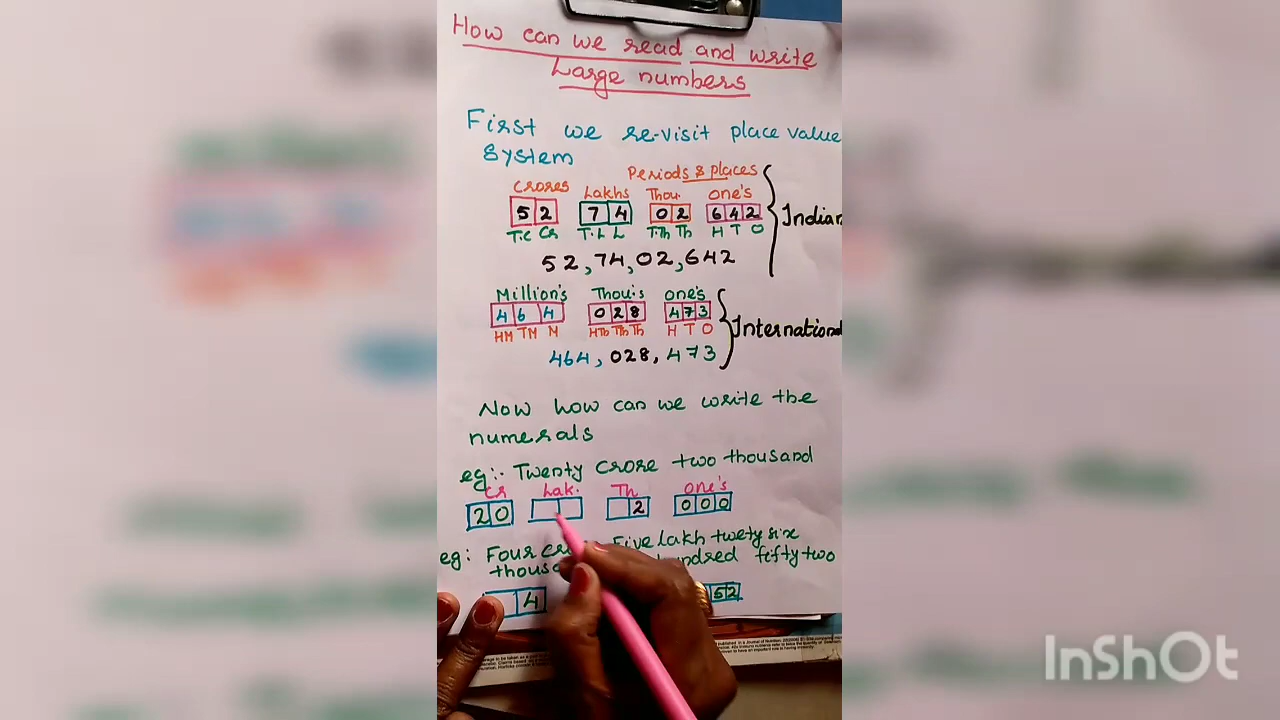 How can we read and write
Large numbers
First we re-visit place value
System
Periods & places
Crores Lakhs Thou. one's
5 2 7 4 0 2 6 4 2
T.C Cr T.L L T.Th Th H T O
52,74,02,642
Indian
Million's Thou.s one's
4 6 4 0 2 8 4 7 3
HM TM M HTh TTh Th H T O
464, 028, 473
International
Now how can we write the
numerals
eg:- Twenty crore two thousand
Cr Lak. Th one's
2 0 2 0 0 0
eg: Four Five Lakh twety six
fifty two
4 5 2
InShOt